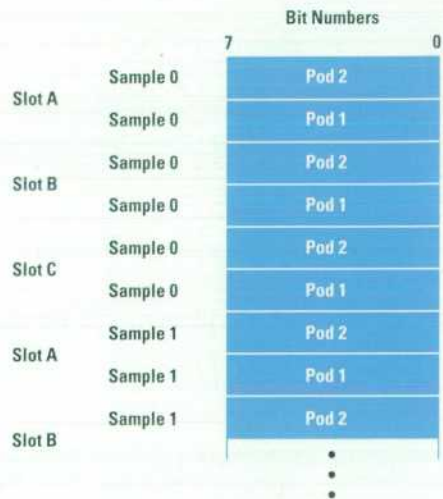 Bit Numbers
7 0
Sample 0 Pod 2
Slot A
Sample 0 Pod 1
Sample 0 Pod 2
Slot B
Sample 0 Pod 1
Sample 0 Pod 2
Slot C
Sample 0 Pod 1
Sample 1 Pod 2
Slot A
Sample 1 Pod 1
Sample 1 Pod 2
Slot B